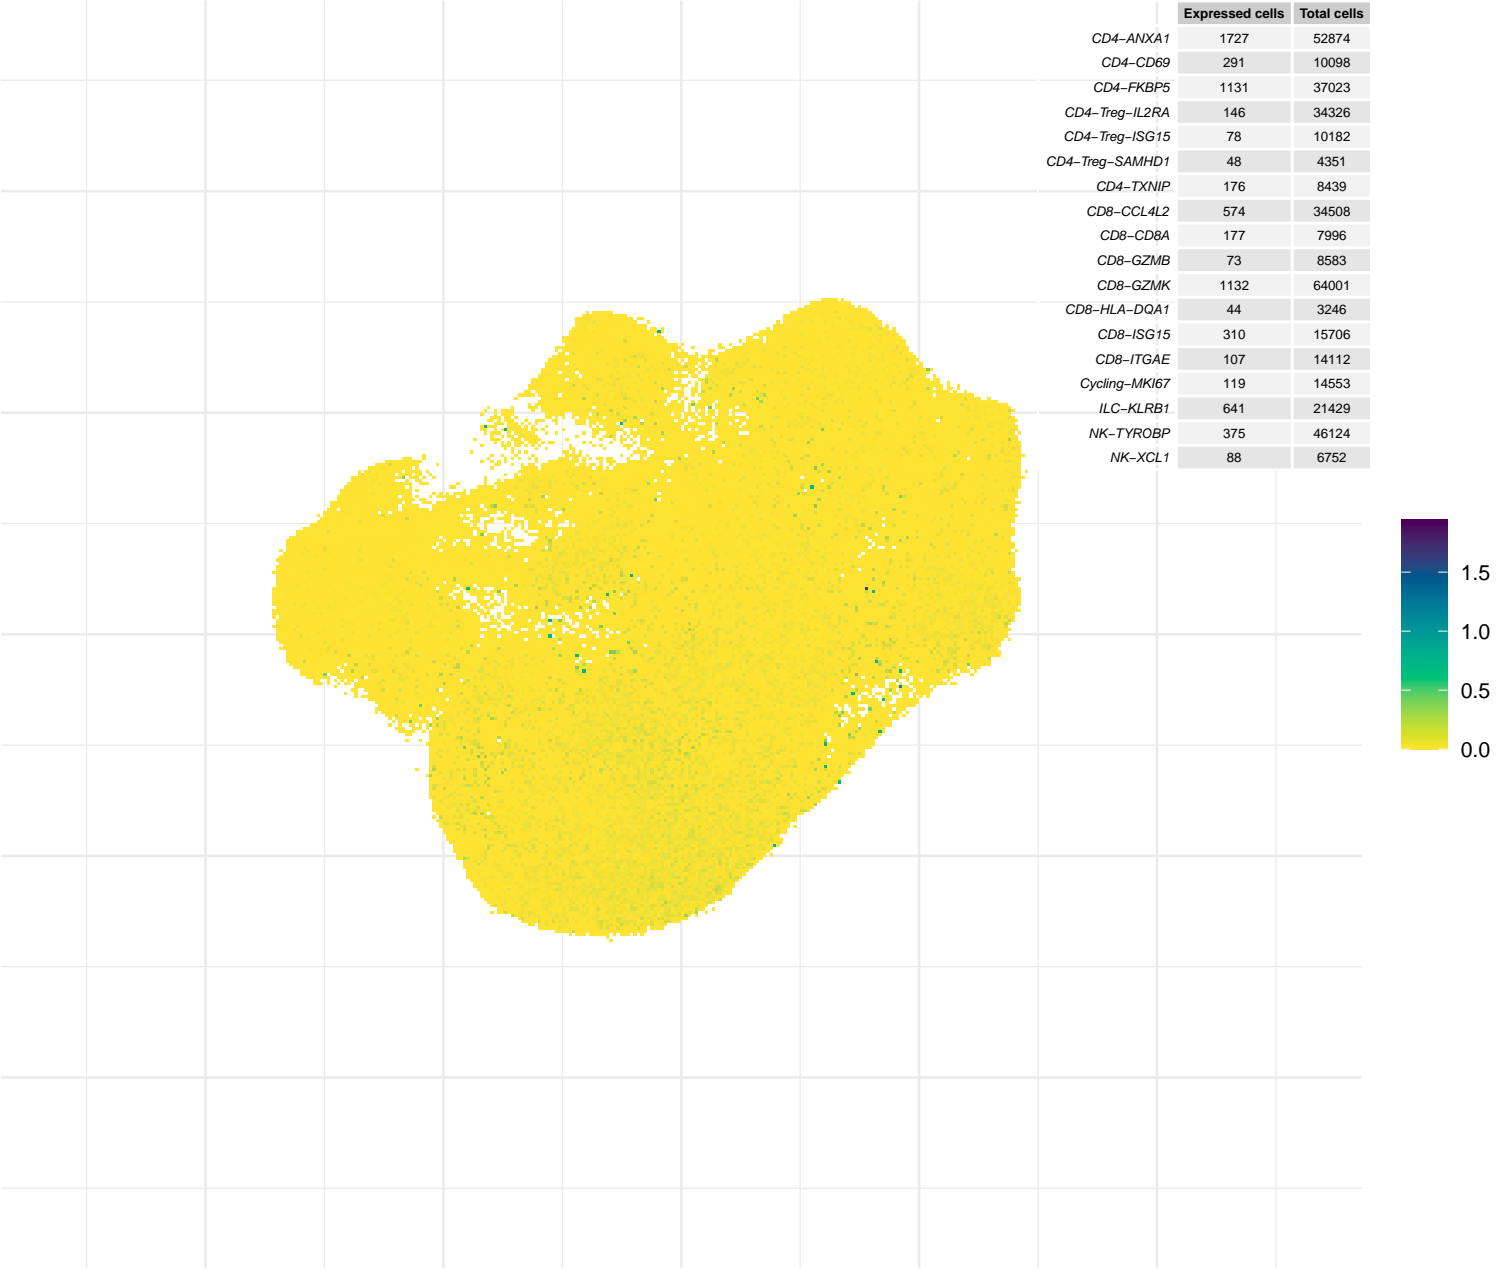 Expressed cells Total cells
CD4−ANXA1 1727 52874
CD4−CD69 291 10098
CD4−FKBP5 1131 37023
CD4−Treg−IL2RA 146 34326
CD4−Treg−ISG15 78 10182
CD4−Treg−SAMHD1 48 4351
CD4−TXNIP 176 8439
CD8−CCL4L2 574 34508
CD8−CD8A 177 7996
CD8−GZMB 73 8583
CD8−GZMK 1132 64001
CD8−HLA−DQA1 44 3246
CD8−ISG15 310 15706
CD8−ITGAE 107 14112
Cycling−MKI67 119 14553
ILC−KLRB1 641 21429
NK−TYROBP 375 46124
NK−XCL1 88 6752
1.5
1.0
0.5
0.0